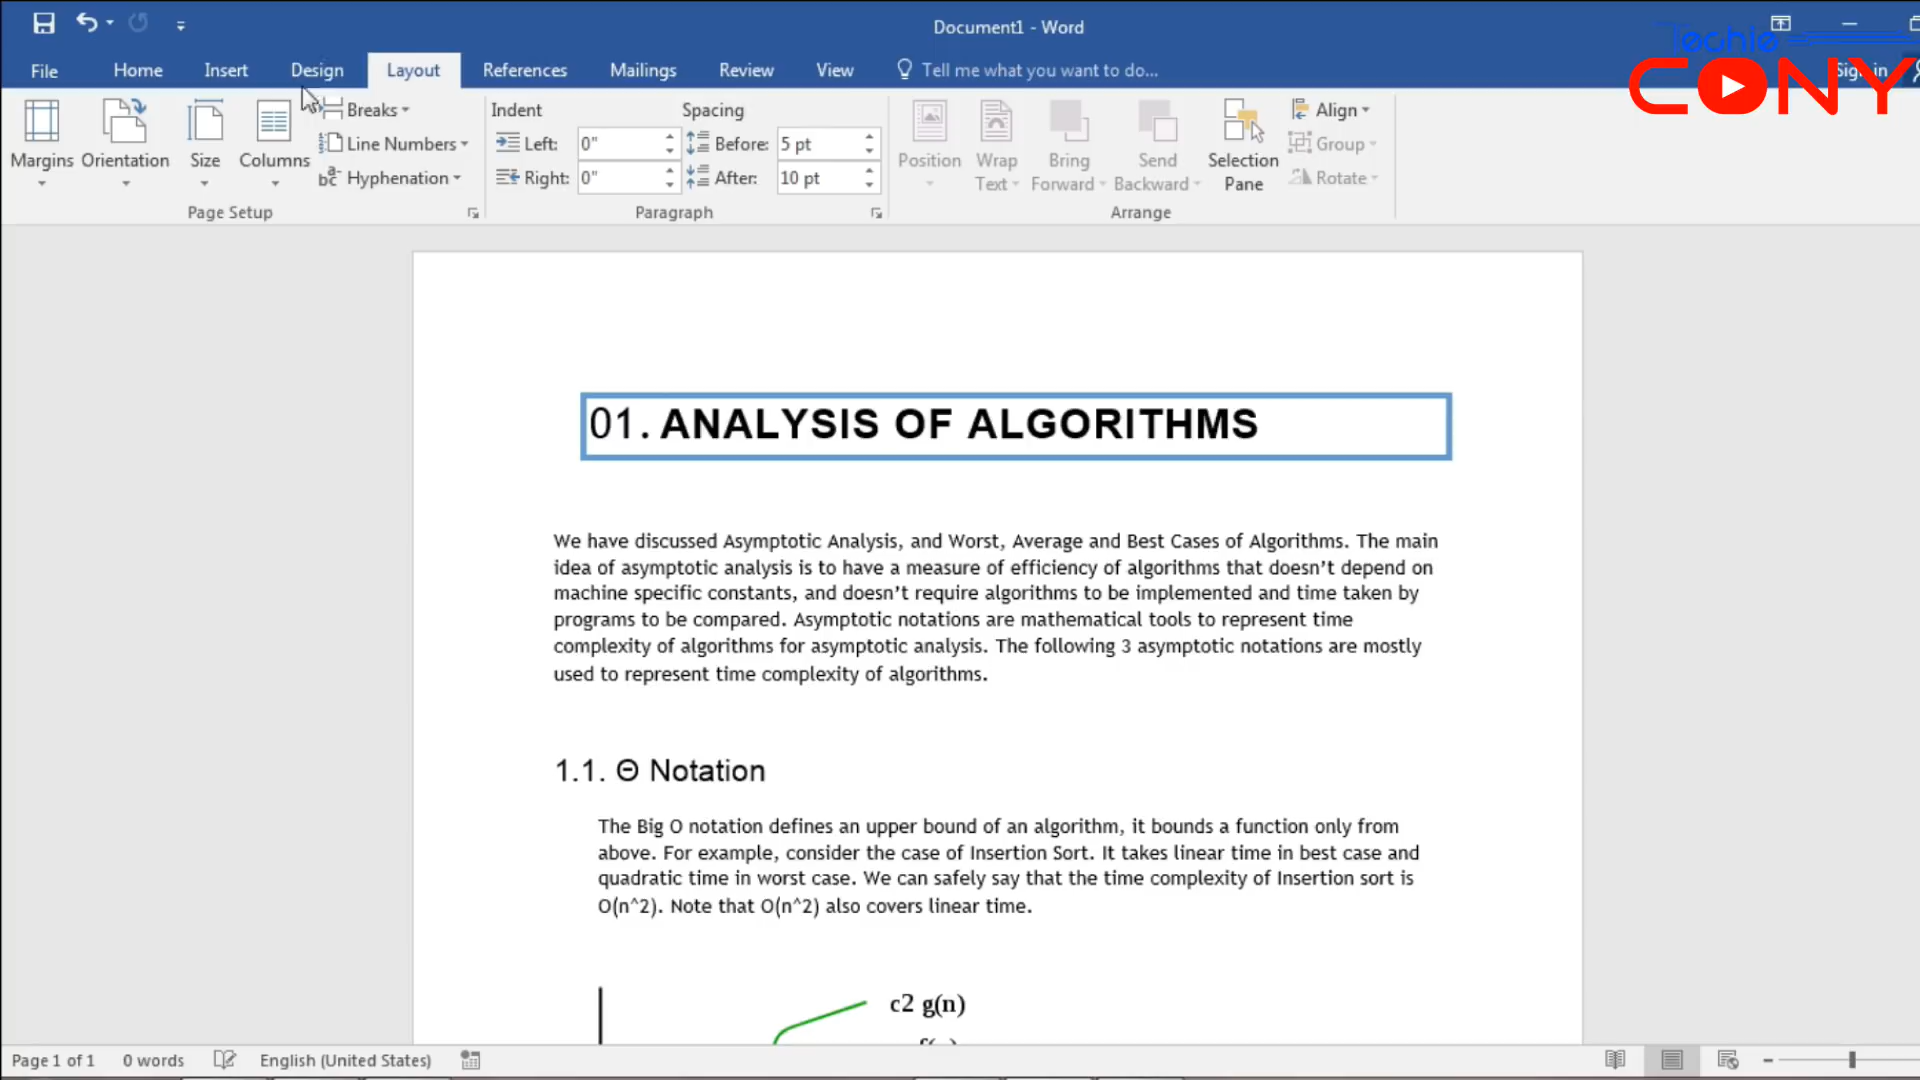 Document1 - Word
Techie
CONY
File Home Insert Design Layout References Mailings Review View Tell me what you want to do... Sign in
Margins Orientation Size Columns
Breaks
Line Numbers
Hyphenation
Page Setup
Indent
Left: 0"
Right: 0"
Spacing
Before: 5 pt
After: 10 pt
Paragraph
Position
Wrap
Text
Bring
Forward
Send
Backward
Selection
Pane
Align
Group
Rotate
Arrange
01. ANALYSIS OF ALGORITHMS
We have discussed Asymptotic Analysis, and Worst, Average and Best Cases of Algorithms. The main
idea of asymptotic analysis is to have a measure of efficiency of algorithms that doesn’t depend on
machine specific constants, and doesn’t require algorithms to be implemented and time taken by
programs to be compared. Asymptotic notations are mathematical tools to represent time
complexity of algorithms for asymptotic analysis. The following 3 asymptotic notations are mostly
used to represent time complexity of algorithms.
1.1. Θ Notation
The Big O notation defines an upper bound of an algorithm, it bounds a function only from
above. For example, consider the case of Insertion Sort. It takes linear time in best case and
quadratic time in worst case. We can safely say that the time complexity of Insertion sort is
O(n^2). Note that O(n^2) also covers linear time.
c2 g(n)
Page 1 of 1 0 words English (United States)